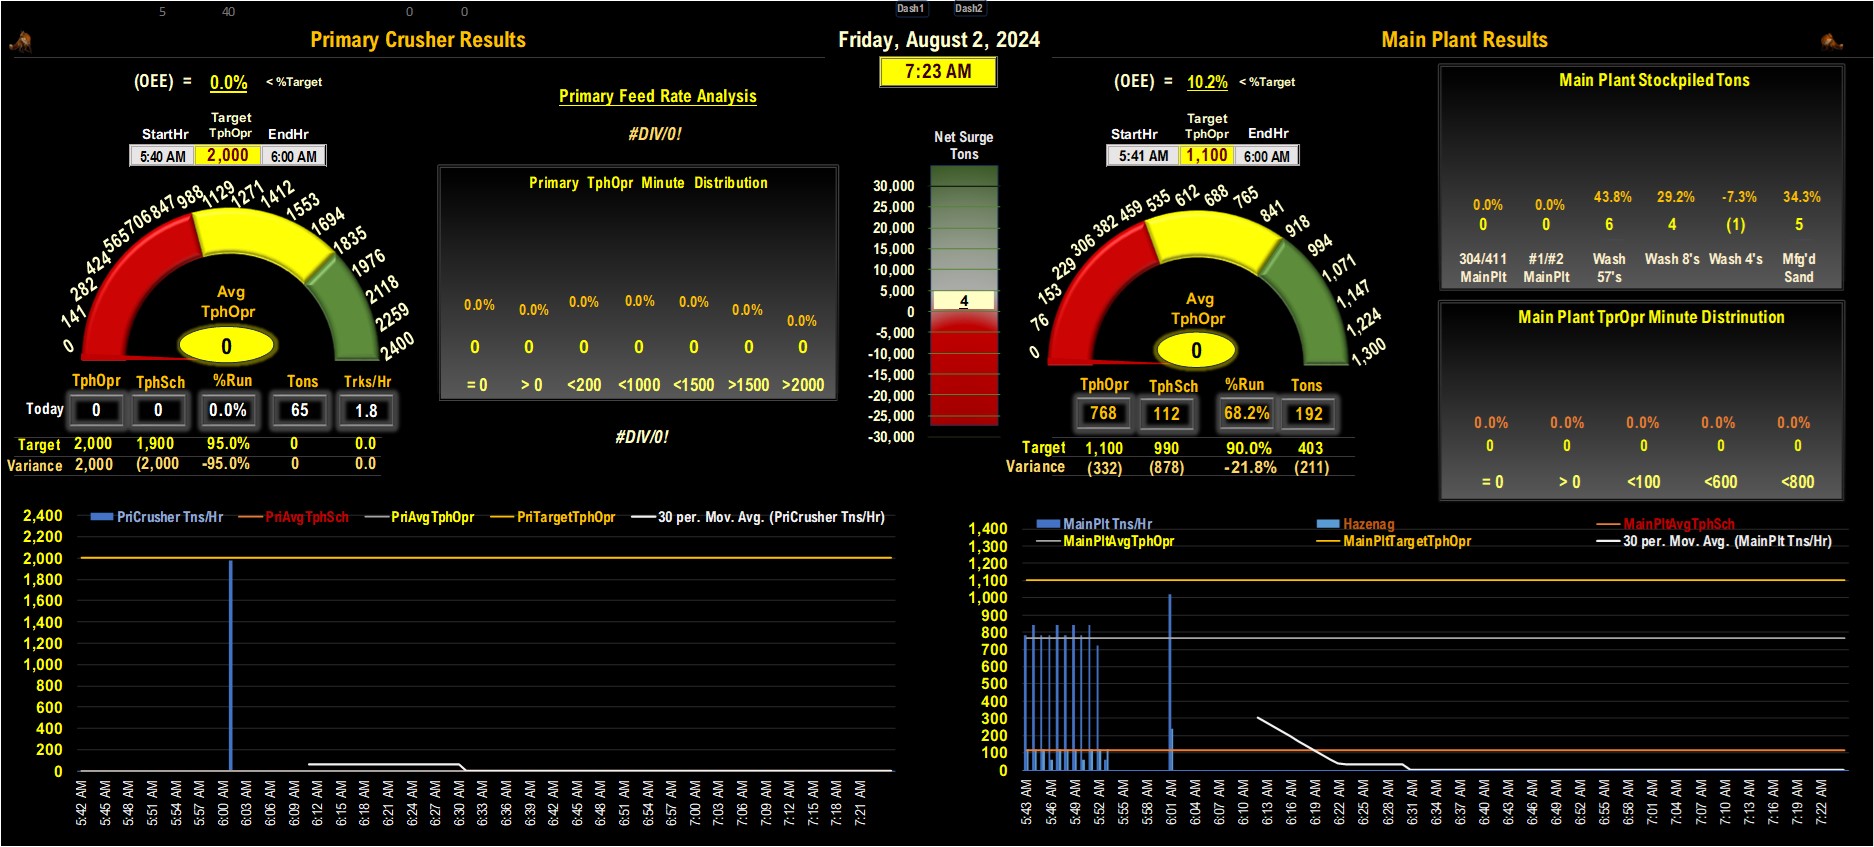 5 40 0 0 Dash1 Dash2
Primary Crusher Results
Friday, August 2, 2024
Main Plant Results
7:23 AM
(OEE) = 0.0% < %Target
Primary Feed Rate Analysis
#DIV/0!
Target
StartHr TphOpr EndHr
5:40 AM 2,000 6:00 AM
0 141 282 424 565 706 847 988 1129 1271 1412 1553 1694 1835 1976 2118 2259 2400
Avg
TphOpr
0
TphOpr TphSch %Run Tons Trks/Hr
Today 0 0 0.0% 65 1.8
Target 2,000 1,900 95.0% 0 0.0
Variance 2,000 (2,000 -95.0% 0 0.0
Primary TphOpr Minute Distribution
0.0% 0.0% 0.0% 0.0% 0.0% 0.0% 0.0%
0 0 0 0 0 0 0
= 0 > 0 <200 <1000 <1500 >1500 >2000
#DIV/0!
Net Surge
Tons
30,000
25,000
20,000
15,000
10,000
5,000
4
0
-5,000
-10,000
-15,000
-20,000
-25,000
-30,000
(OEE) = 10.2% < %Target
Target
StartHr TphOpr EndHr
5:41 AM 1,100 6:00 AM
0 76 153 229 306 382 459 535 612 688 765 841 918 994 1,071 1,147 1,224 1,300
Avg
TphOpr
0
TphOpr TphSch %Run Tons
768 112 68.2% 192
Target 1,100 990 90.0% 403
Variance (332) (878) -21.8% (211)
Main Plant Stockpiled Tons
0.0% 0.0% 43.8% 29.2% -7.3% 34.3%
0 0 6 4 (1) 5
304/411 #1/#2 Wash Wash 8's Wash 4's Mfg'd
MainPlt MainPlt 57's Sand
Main Plant TprOpr Minute Distrinution
0.0% 0.0% 0.0% 0.0% 0.0%
0 0 0 0 0
= 0 > 0 <100 <600 <800
PriCrusher Tns/Hr PriAvgTphSch PriAvgTphOpr PriTargetTphOpr 30 per. Mov. Avg. (PriCrusher Tns/Hr)
2,400
2,200
2,000
1,800
1,600
1,400
1,200
1,000
800
600
400
200
0
5:42 AM 5:45 AM 5:48 AM 5:51 AM 5:54 AM 5:57 AM 6:00 AM 6:03 AM 6:06 AM 6:09 AM 6:12 AM 6:15 AM 6:18 AM 6:21 AM 6:24 AM 6:27 AM 6:30 AM 6:33 AM 6:36 AM 6:39 AM 6:42 AM 6:45 AM 6:48 AM 6:51 AM 6:54 AM 6:57 AM 7:00 AM 7:03 AM 7:06 AM 7:09 AM 7:12 AM 7:15 AM 7:18 AM 7:21 AM
MainPlt Tns/Hr Hazenag MainPltAvgTphSch
MainPltAvgTphOpr MainPltTargetTphOpr 30 per. Mov. Avg. (MainPlt Tns/Hr)
1,400
1,300
1,200
1,100
1,000
900
800
700
600
500
400
300
200
100
0
5:43 AM 5:46 AM 5:49 AM 5:52 AM 5:55 AM 5:58 AM 6:01 AM 6:04 AM 6:07 AM 6:10 AM 6:13 AM 6:16 AM 6:19 AM 6:22 AM 6:25 AM 6:28 AM 6:31 AM 6:34 AM 6:37 AM 6:40 AM 6:43 AM 6:46 AM 6:49 AM 6:52 AM 6:55 AM 6:58 AM 7:01 AM 7:04 AM 7:07 AM 7:10 AM 7:13 AM 7:16 AM 7:19 AM 7:22 AM